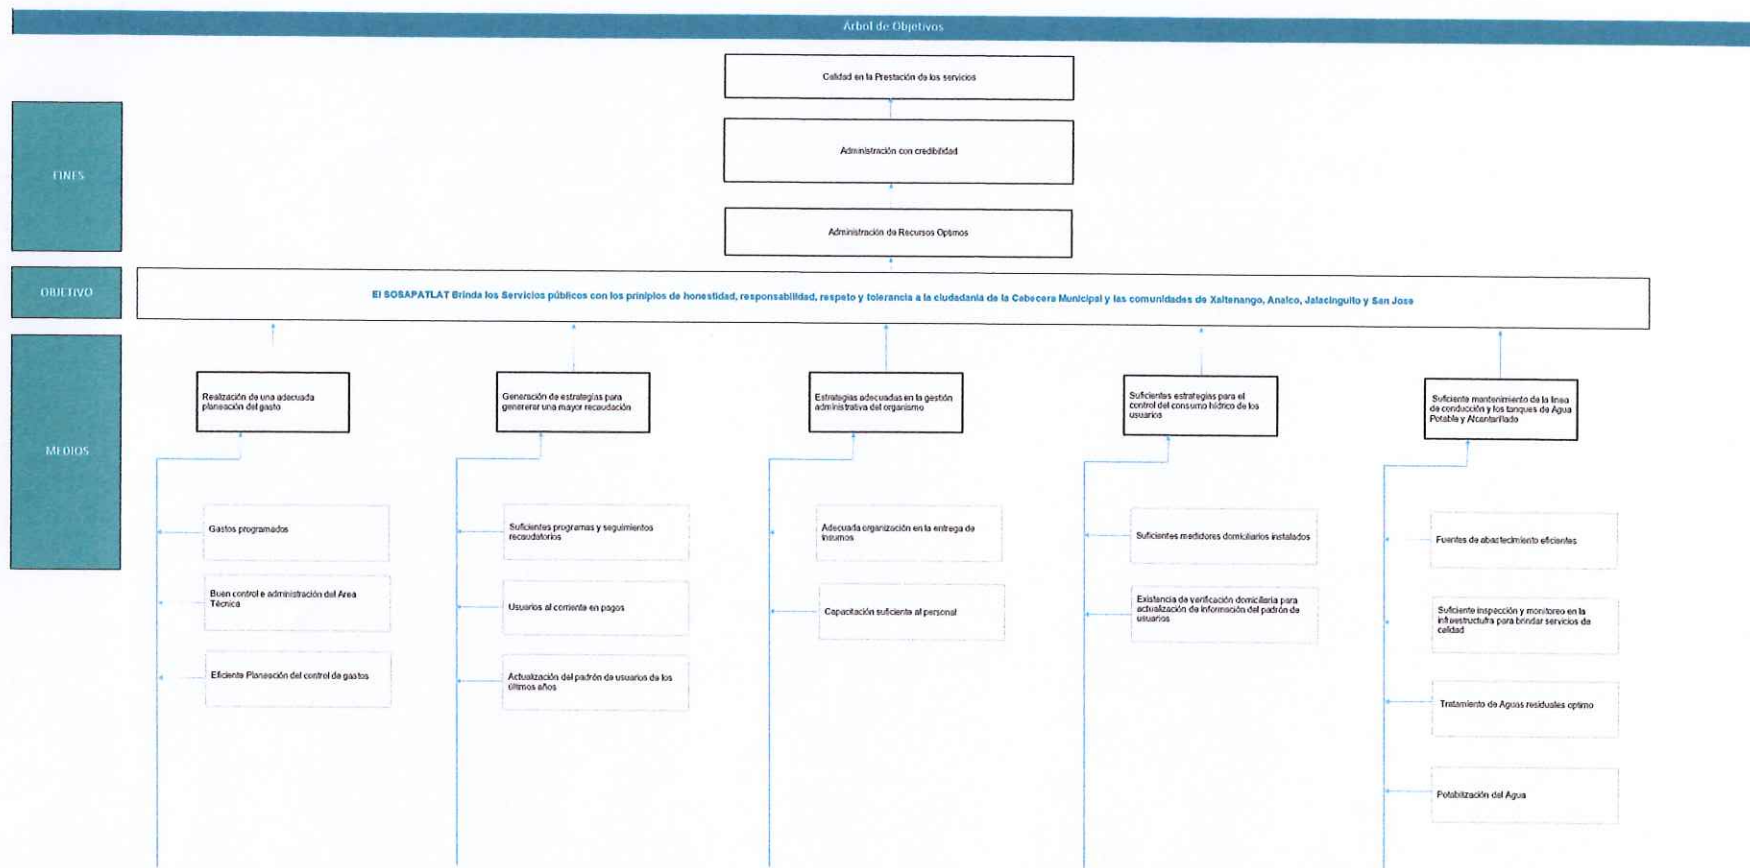 Árbol de Objetivos
Calidad en la Prestación de los servicios
FINES
Administración con credibilidad
Administración de Recursos Optimos
OBJETIVO
El SOSAPATLAT Brinda los Servicios públicos con los priniplos de honestidad, responsabilidad, respeto y tolerancia a la ciudadanía de la Cabecera Municipal y las comunidades de Xaltenango, Analco, Jalacinguito y San Jose
MEDIOS
Realización de una adecuada
planeación del gasto
Generación de estrategias para
genererar una mayor recaudación
Estrategias adecuadas en la gestión
administrativa del organismo
Suficientes estrategias para el
control del consumo hídrico de los
usuarios
Suficiente mantenimiento de la línea
de conducción y los tanques de Agua
Potable y Alcantarillado
Gastos programados
Buen control e administración del Area
Técnica
Eficiente Planeación del control de gastos
Suficientes programas y seguimientos
recaudatorios
Usuarios al corriente en pagos
Actualización del padrón de usuarios de los
últimos años
Adecuada organización en la entrega de
insumos
Capacitación suficiente al personal
Suficientes medidores domiciliarios instalados
Existencia de verificación domiciliaria para
actualización de información del padrón de
usuarios
Fuentes de abastecimiento eficientes
Suficiente inspección y monitoreo en la
infraestructutra para brindar servicios de
calidad
Tratamiento de Aguas residuales optimo
Potabilización del Agua